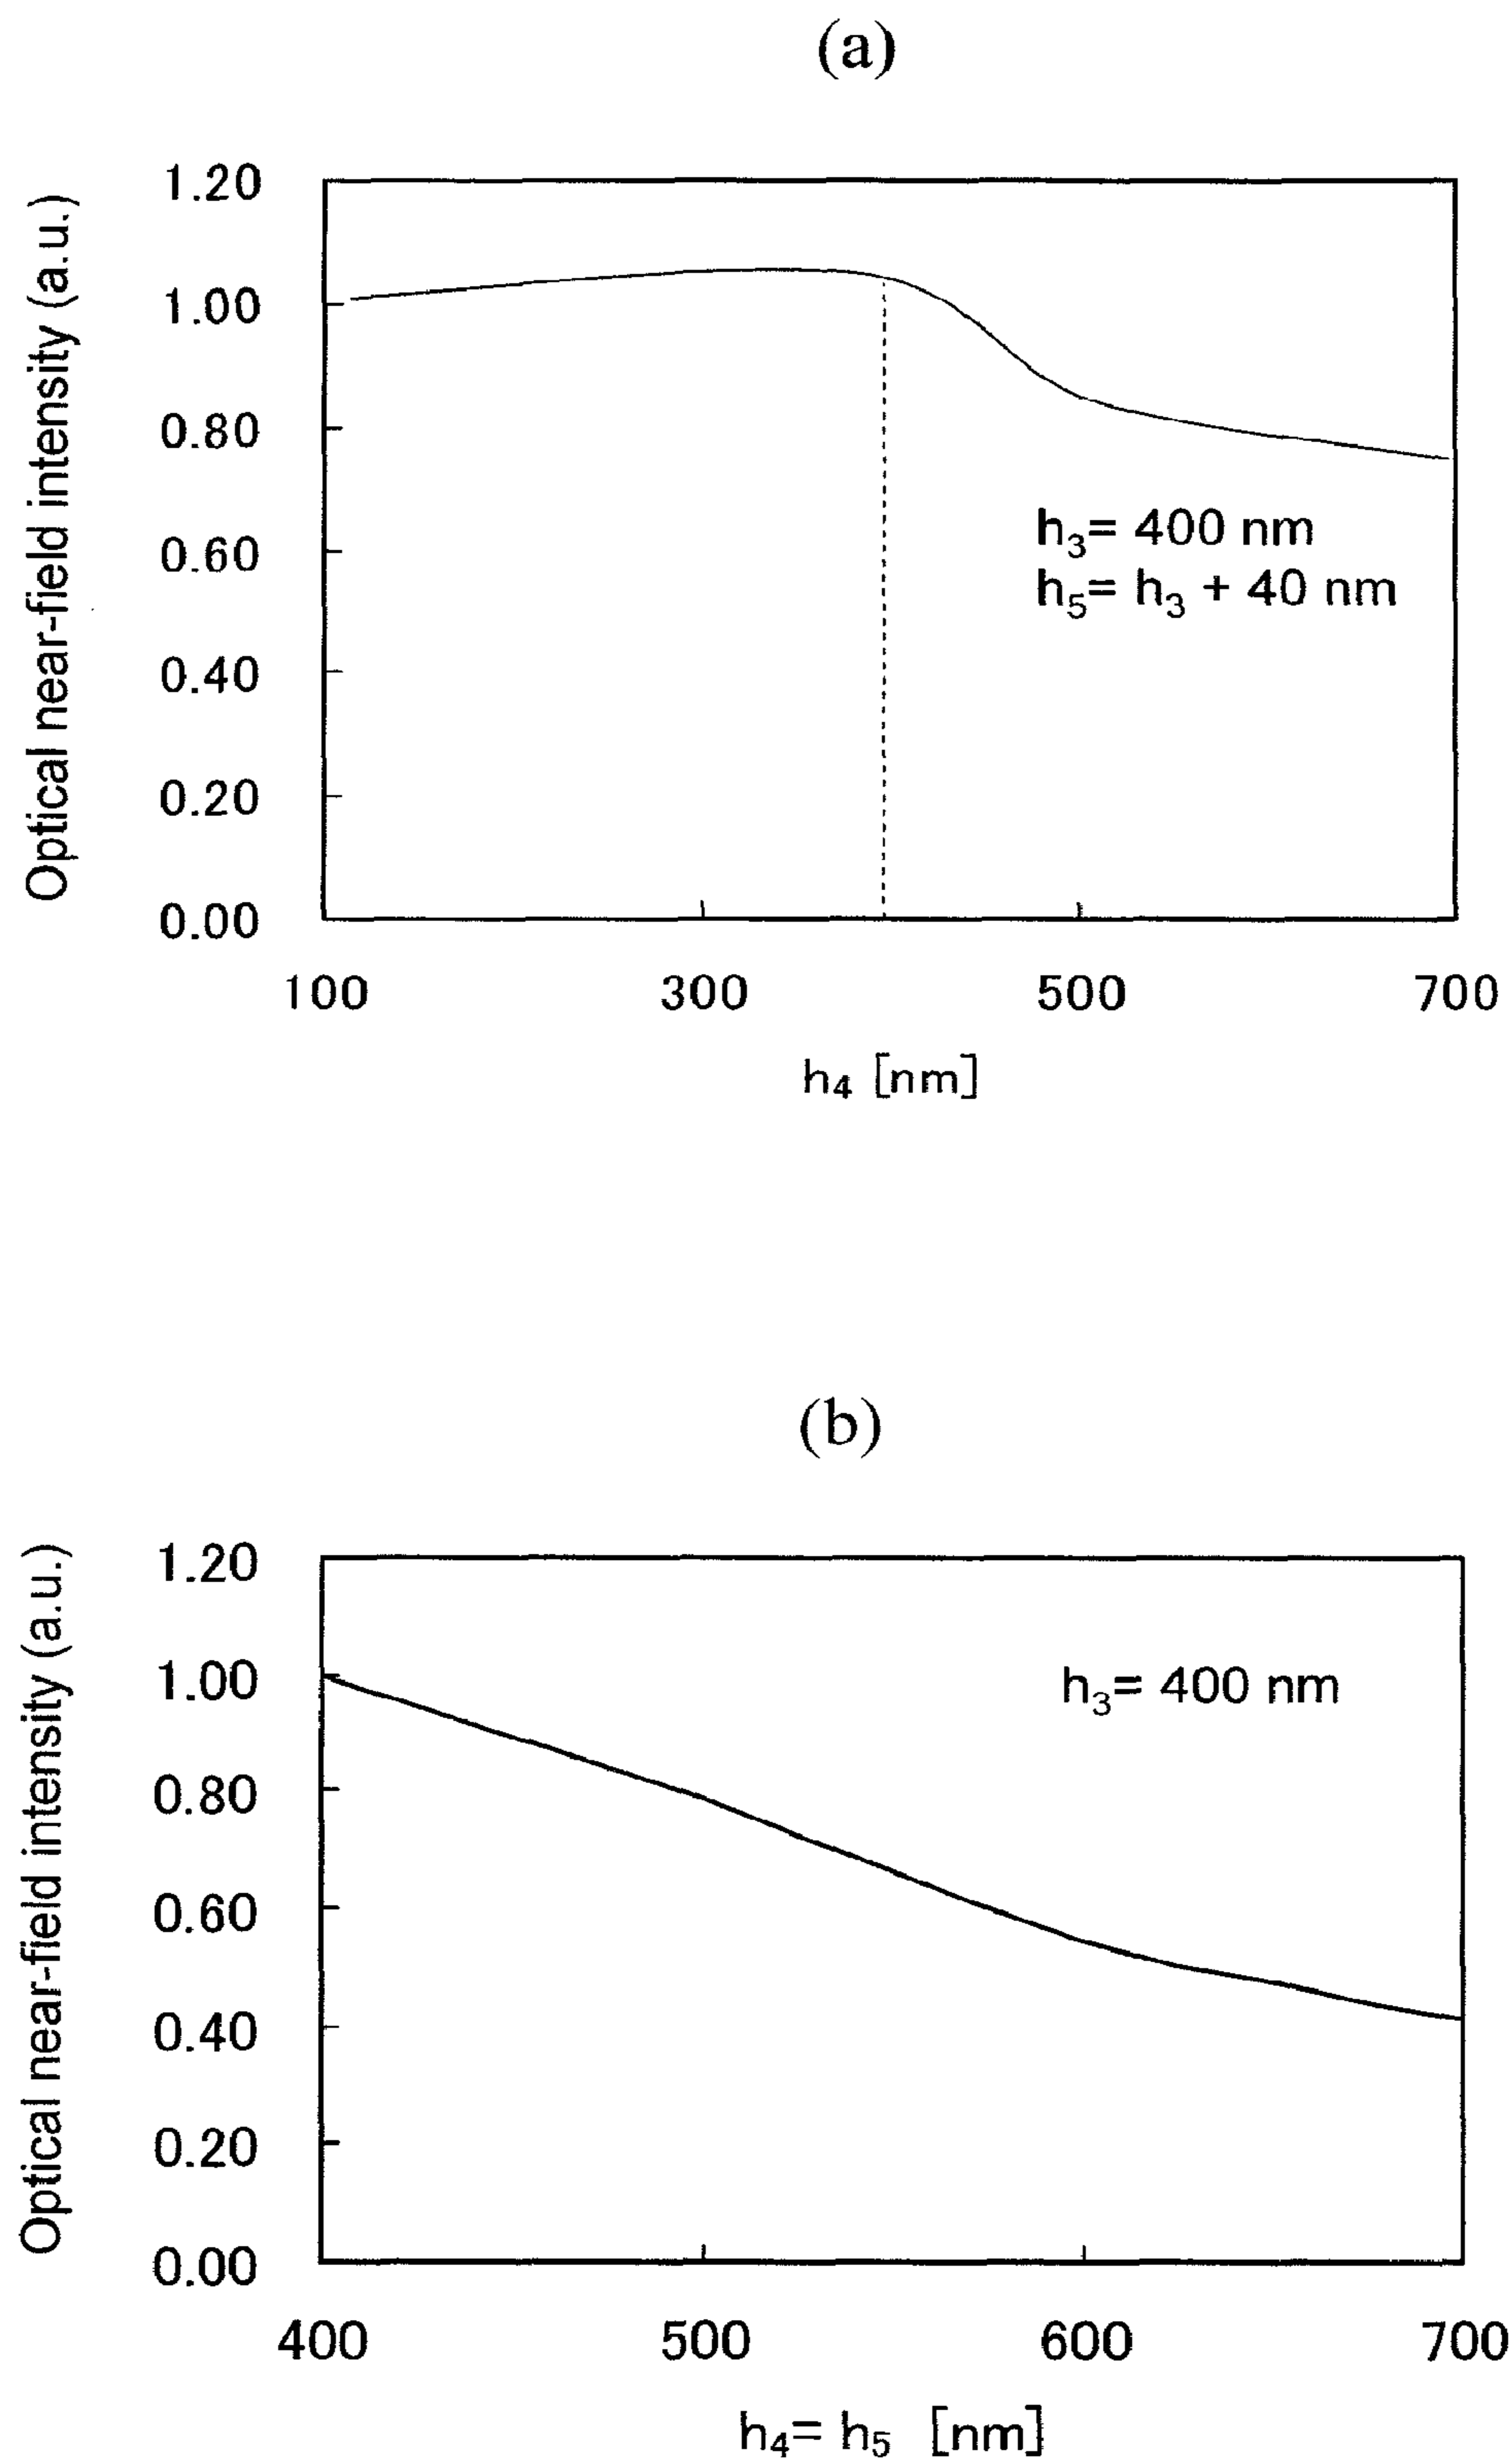 (a)
Optical near-field intensity (a.u.)
1.20
1.00
0.80
0.60
0.40
0.20
0.00
h₃= 400 nm
h₅= h₃ + 40 nm
100 300 500 700
h₄ [nm]
(b)
Optical near-field intensity (a.u.)
1.20
1.00
0.80
0.60
0.40
0.20
0.00
h₃= 400 nm
400 500 600 700
h₄= h₅ [nm]